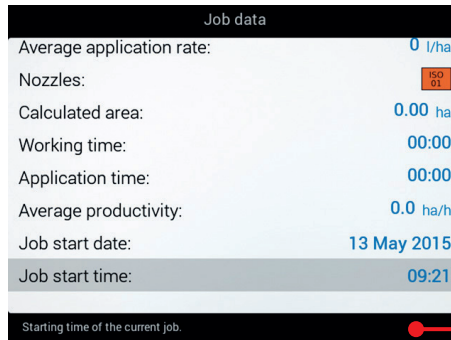 Job data
Average application rate: 0 l/ha
Nozzles: ISO 01
Calculated area: 0.00 ha
Working time: 00:00
Application time: 00:00
Average productivity: 0.0 ha/h
Job start date: 13 May 2015
Job start time: 09:21
Starting time of the current job.